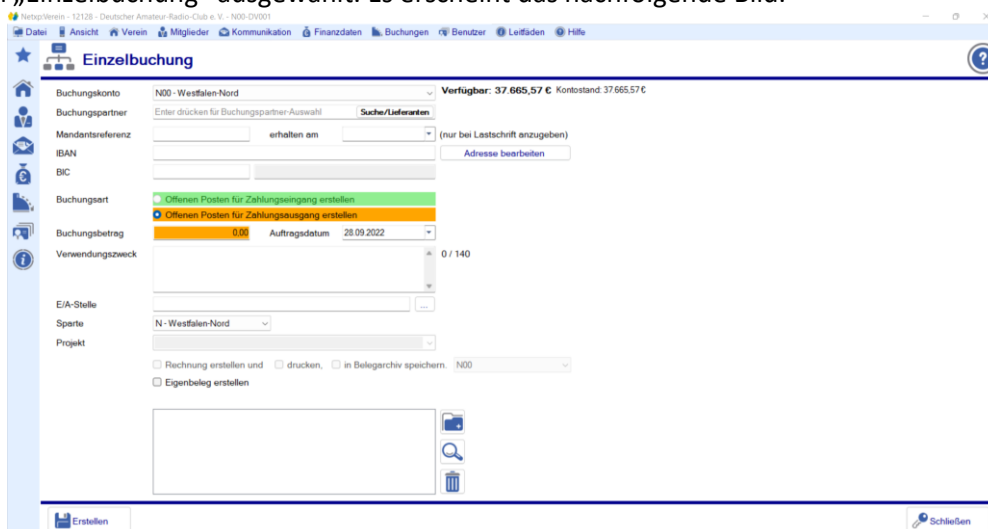 „Einzelbuchung“ ausgewählt. Es erscheint das nachfolgende Bild.
Netxp:Verein - 12128 - Deutscher Amateur-Radio-Club e. V. - N00-DV001
Datei Ansicht Verein Mitglieder Kommunikation Finanzdaten Buchungen Benutzer Leitfäden Hilfe
Einzelbuchung
Buchungskonto N00 - Westfalen-Nord Verfügbar: 37.665,57 € Kontostand: 37.665,57 €
Buchungspartner Enter drücken für Buchungspartner-Auswahl Suche/Lieferanten
Mandantsreferenz erhalten am (nur bei Lastschrift anzugeben)
IBAN Adresse bearbeiten
BIC
Buchungsart Offenen Posten für Zahlungseingang erstellen
Offenen Posten für Zahlungsausgang erstellen
Buchungsbetrag 0,00 Auftragsdatum 28.09.2022
Verwendungszweck 0 / 140
E/A-Stelle ...
Sparte N - Westfalen-Nord
Projekt
Rechnung erstellen und drucken, in Belegarchiv speichern. N00
Eigenbeleg erstellen
Erstellen Schließen